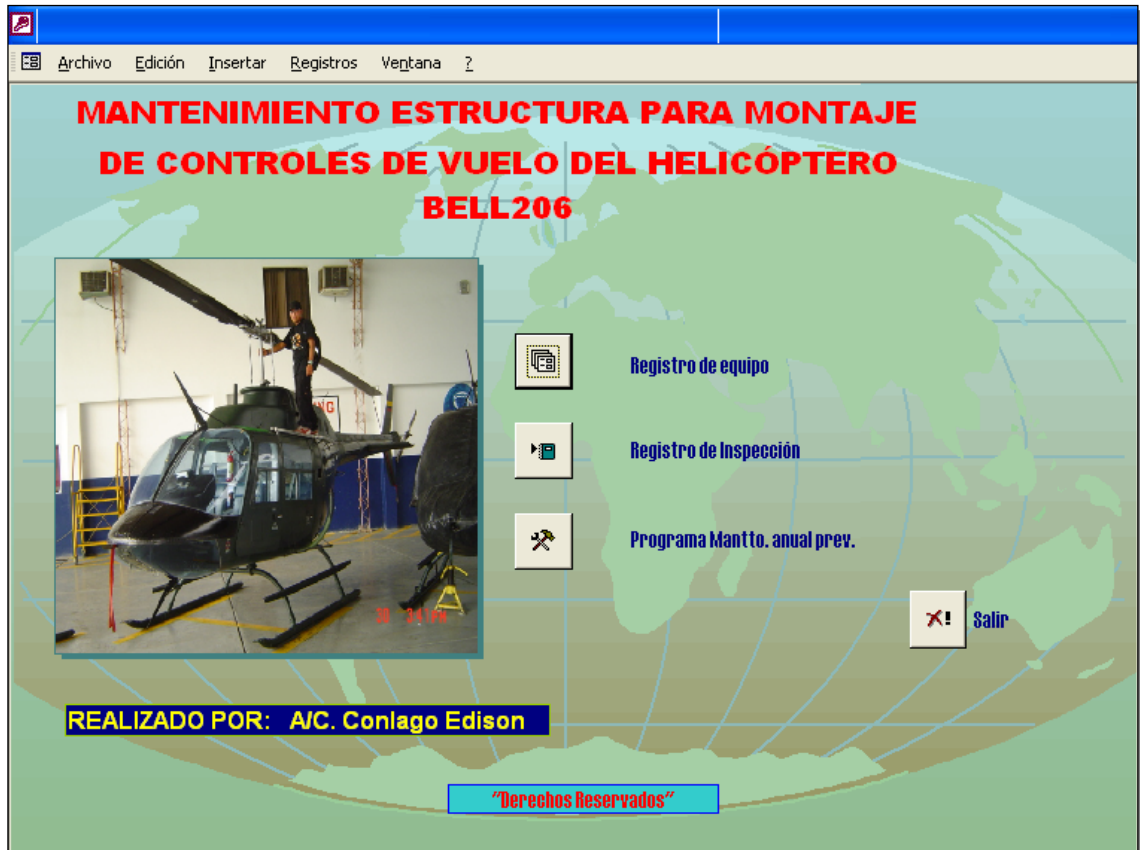 Archivo Edición Insertar Registros Ventana ?
MANTENIMIENTO ESTRUCTURA PARA MONTAJE
DE CONTROLES DE VUELO DEL HELICÓPTERO
BELL206
Registro de equipo
Registro de Inspección
Programa Mantto. anual prev.
Salir
REALIZADO POR: A/C. Conlago Edison
"Derechos Reservados"